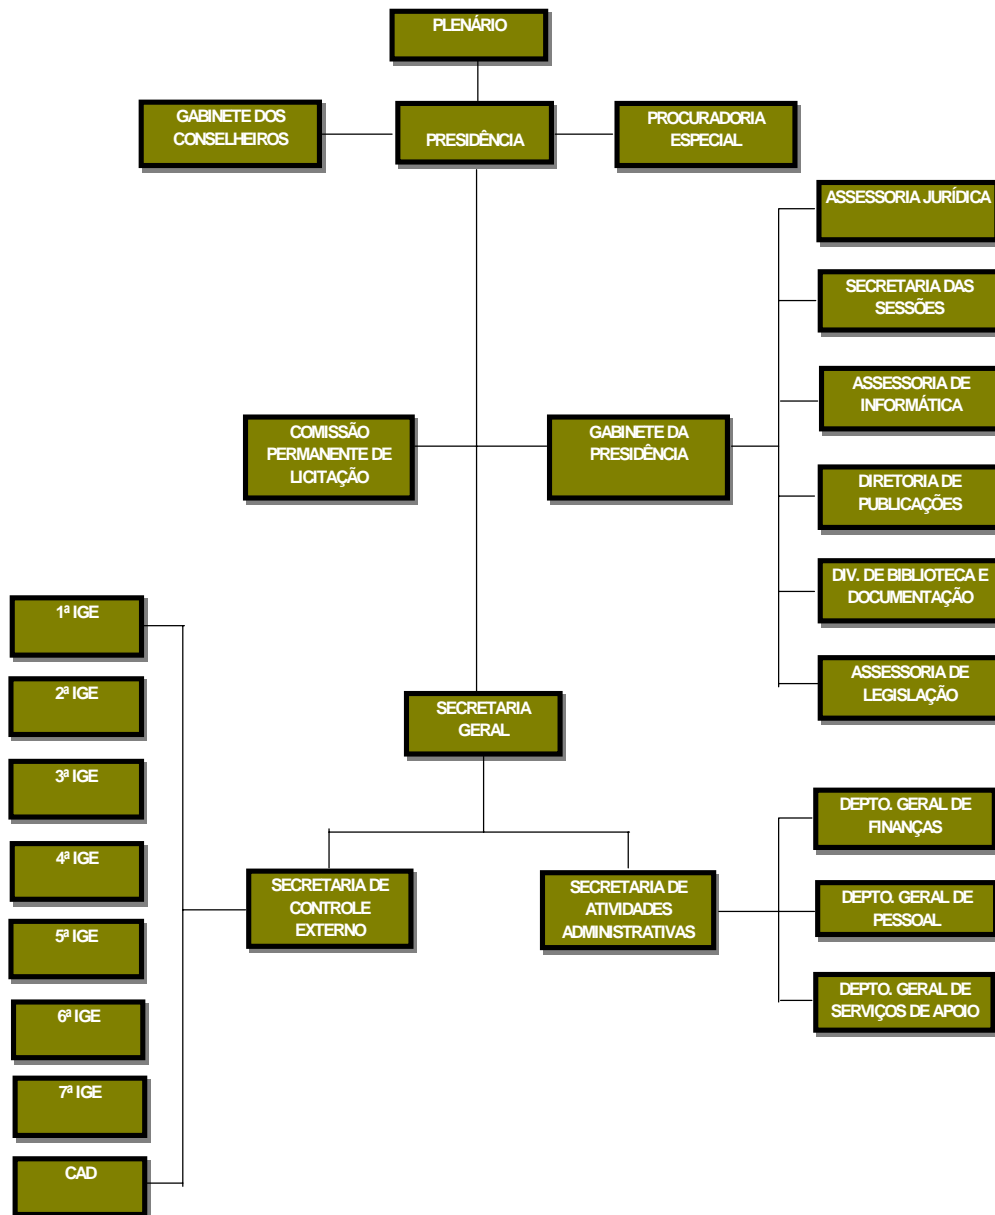 PLENÁRIO
GABINETE DOS
CONSELHEIROS
PRESIDÊNCIA
PROCURADORIA
ESPECIAL
ASSESSORIA JURÍDICA
SECRETARIA DAS
SESSÕES
ASSESSORIA DE
INFORMÁTICA
COMISSÃO
PERMANENTE DE
LICITAÇÃO
GABINETE DA
PRESIDÊNCIA
DIRETORIA DE
PUBLICAÇÕES
DIV. DE BIBLIOTECA E
DOCUMENTAÇÃO
ASSESSORIA DE
LEGISLAÇÃO
1ª IGE
2ª IGE
3ª IGE
4ª IGE
5ª IGE
6ª IGE
7ª IGE
CAD
SECRETARIA
GERAL
SECRETARIA DE
CONTROLE
EXTERNO
SECRETARIA DE
ATIVIDADES
ADMINISTRATIVAS
DEPTO. GERAL DE
FINANÇAS
DEPTO. GERAL DE
PESSOAL
DEPTO. GERAL DE
SERVIÇOS DE APOIO